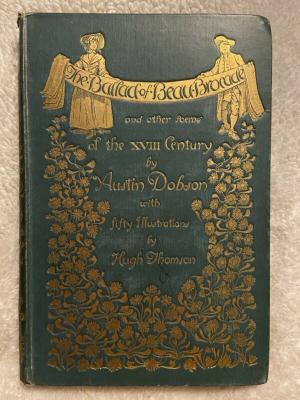 The Ballad of Beau Brocade
and other Poems
of the XVIII Century
by
Austin Dobson
with
fifty Illustrations
by
Hugh Thomson